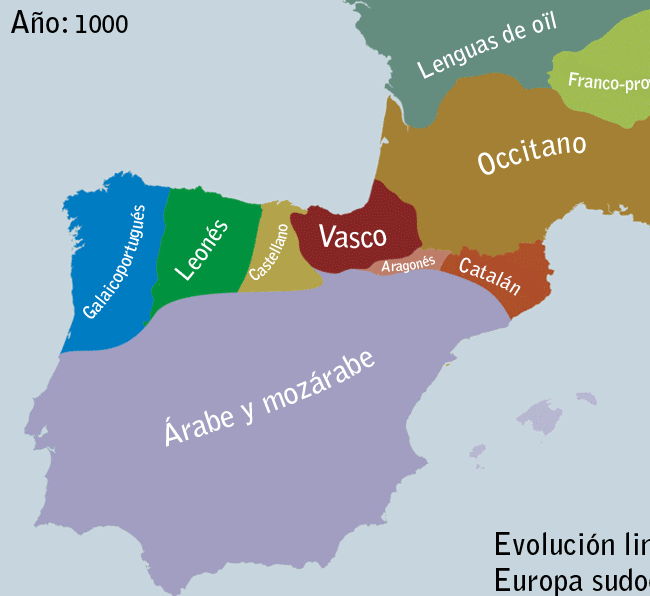 Año: 1000
Lenguas de oïl
Franco-pro
Occitano
Galaicoportugués
Leonés
Castellano
Vasco
Aragonés
Catalán
Árabe y mozárabe
Evolución lin
Europa sudo